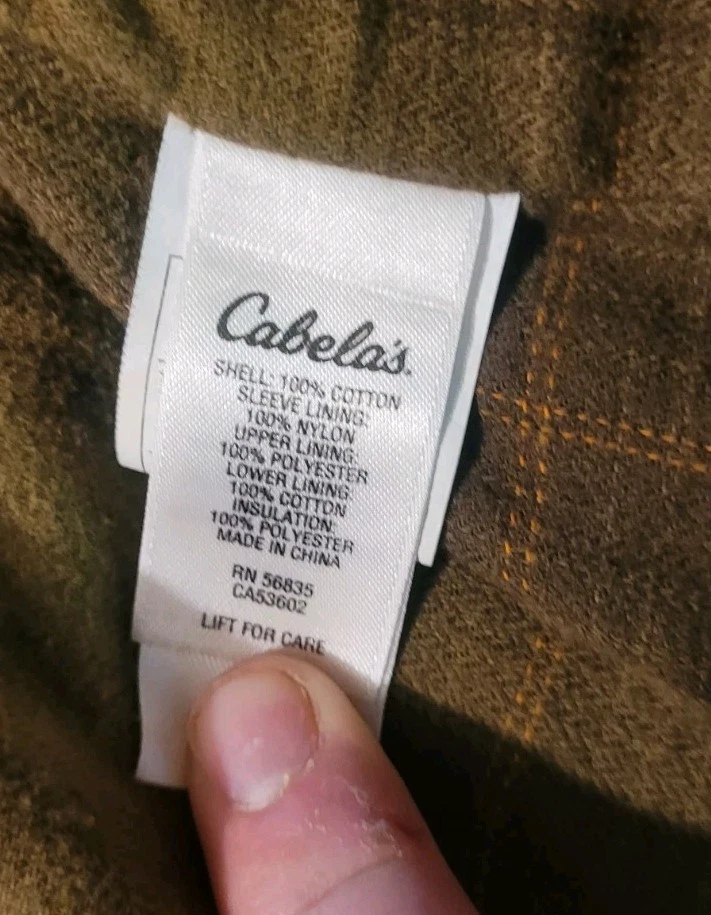 Cabela's.
SHELL: 100% COTTON
SLEEVE LINING:
100% NYLON
UPPER LINING:
100% POLYESTER
LOWER LINING:
100% COTTON
INSULATION:
100% POLYESTER
MADE IN CHINA
RN 56835
CA53602
LIFT FOR CARE